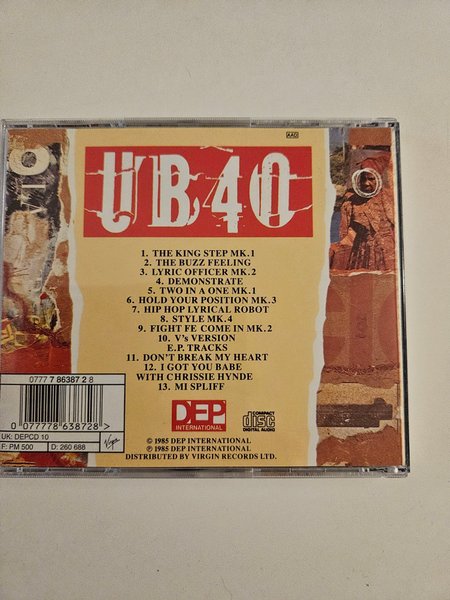 AAD
UB40
1. THE KING STEP MK.1
2. THE BUZZ FEELING
3. LYRIC OFFICER MK.2
4. DEMONSTRATE
5. TWO IN A ONE MK.1
6. HOLD YOUR POSITION MK.3
7. HIP HOP LYRICAL ROBOT
8. STYLE MK.4
9. FIGHT FE COME IN MK.2
10. V's VERSION
E.P. TRACKS
11. DON'T BREAK MY HEART
12. I GOT YOU BABE
WITH CHRISSIE HYNDE
13. MI SPLIFF
DEP
INTERNATIONAL
COMPACT
disc
DIGITAL AUDIO
© 1985 DEP INTERNATIONAL
℗ 1985 DEP INTERNATIONAL
DISTRIBUTED BY VIRGIN RECORDS LTD.
0777 7 86387 2 8
0 077778 638728 >
UK: DEPCD 10
F: PM 500
D: 260 688
Virgin